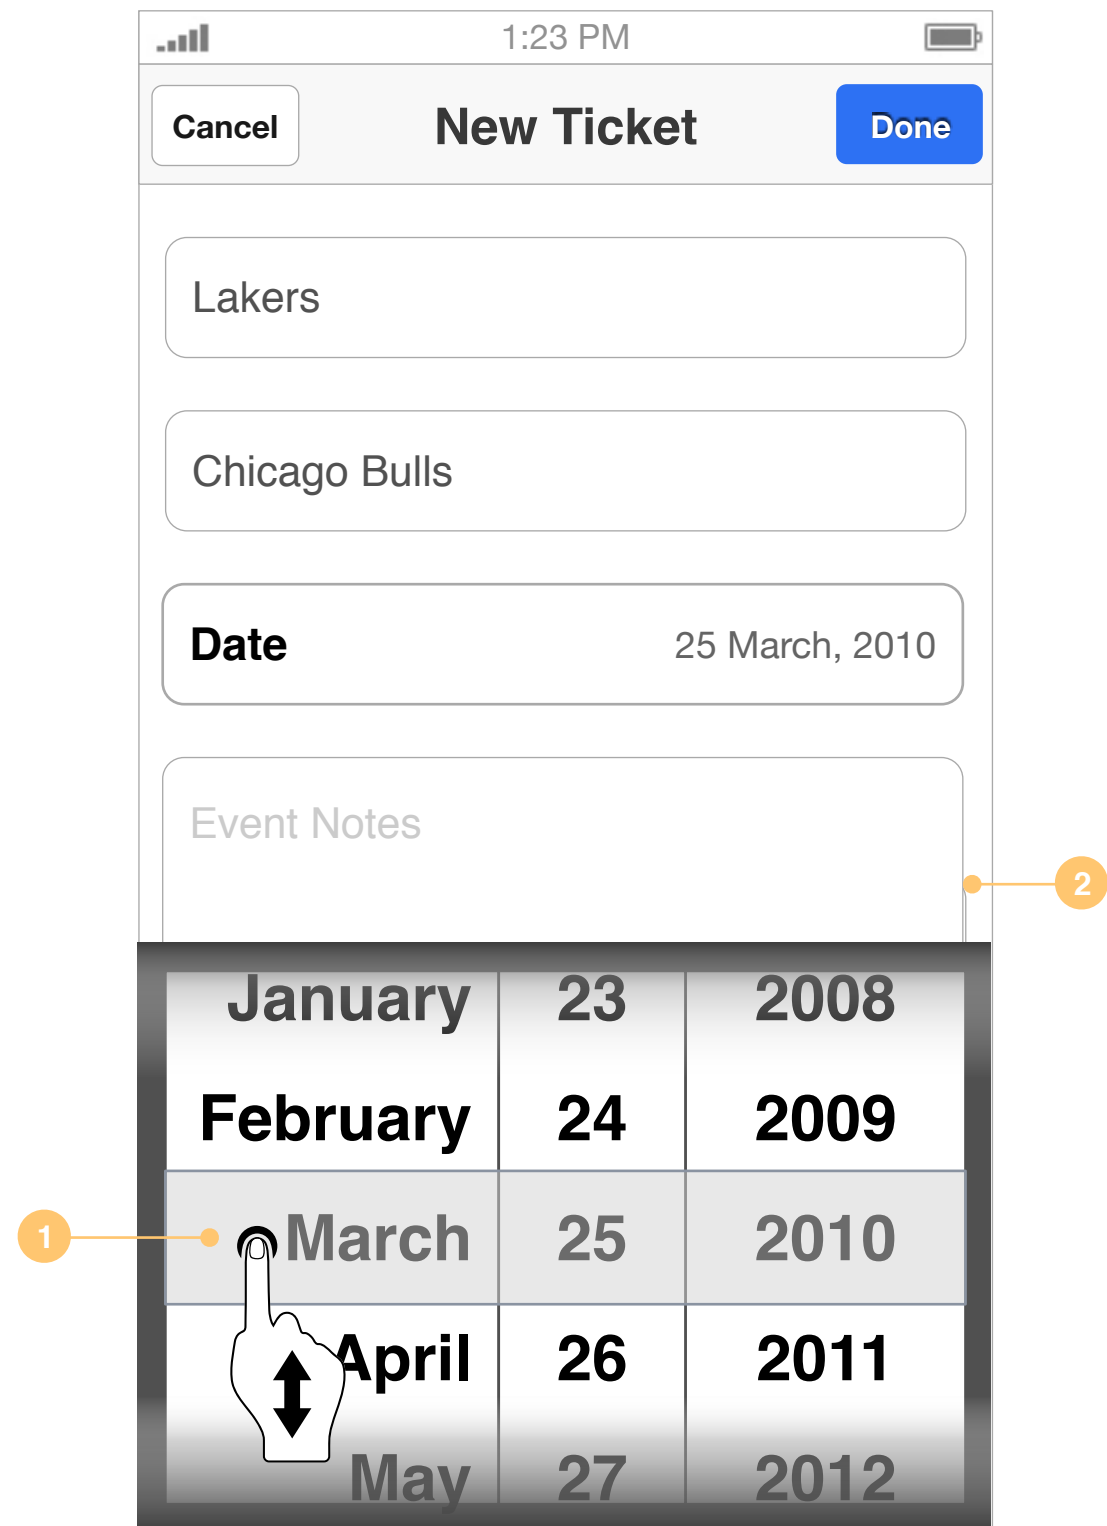 1:23 PM
Cancel New Ticket Done
Lakers
Chicago Bulls
Date 25 March, 2010
Event Notes
2
January 23 2008
February 24 2009
1 March 25 2010
April 26 2011
May 27 2012